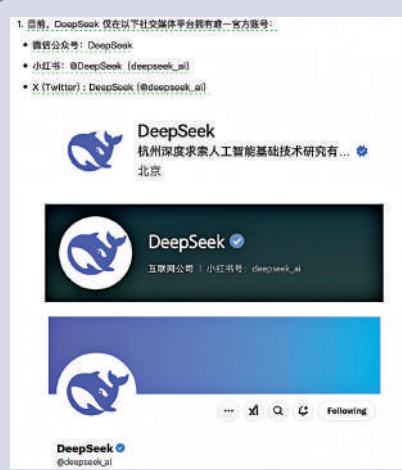 1. 目前，DeepSeek 仅在以下社交媒体平台拥有唯一官方账号：
• 微信公众号：DeepSeek
• 小红书：@DeepSeek (deepseek_ai)
• X (Twitter) : DeepSeek (@deepseek_ai)
DeepSeek
杭州深度求索人工智能基础技术研究有...
北京
DeepSeek
互联网公司 | 小红书号：deepseek_ai
Following
DeepSeek
@deepseek_ai